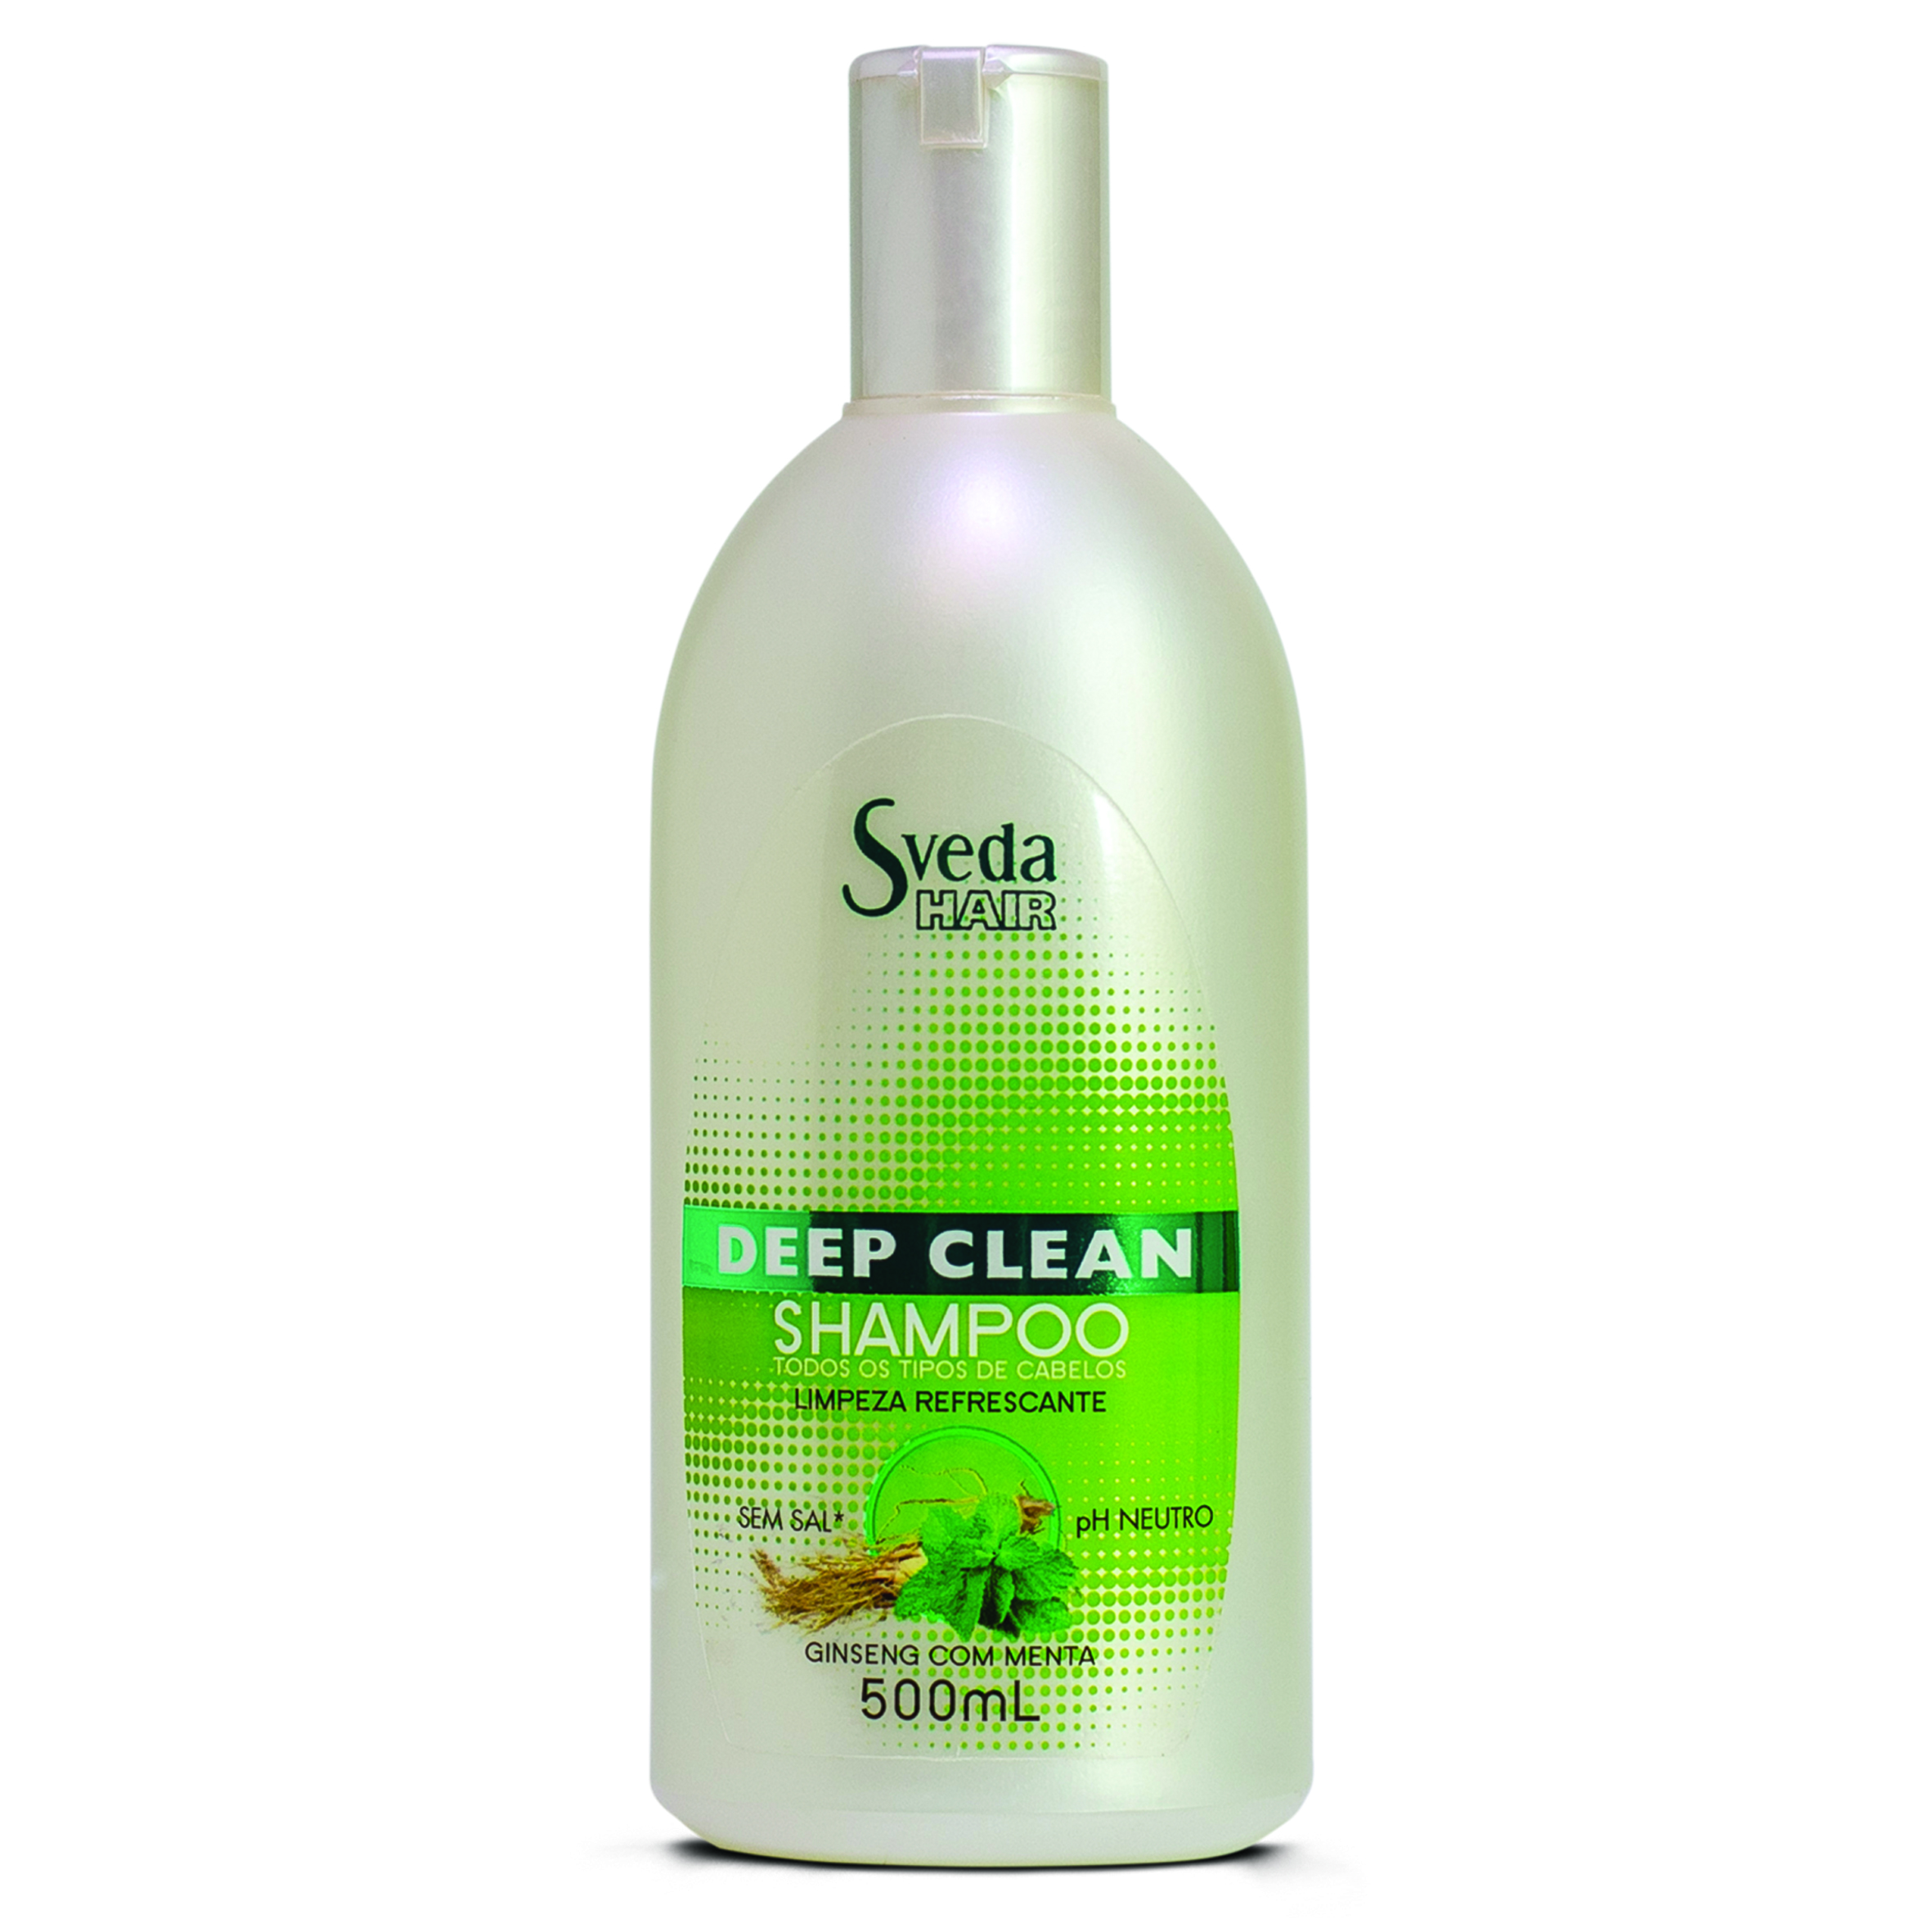 Sveda
HAIR
DEEP CLEAN
SHAMPOO
TODOS OS TIPOS DE CABELOS
LIMPEZA REFRESCANTE
SEM SAL*
pH NEUTRO
GINSENG COM MENTA
500mL